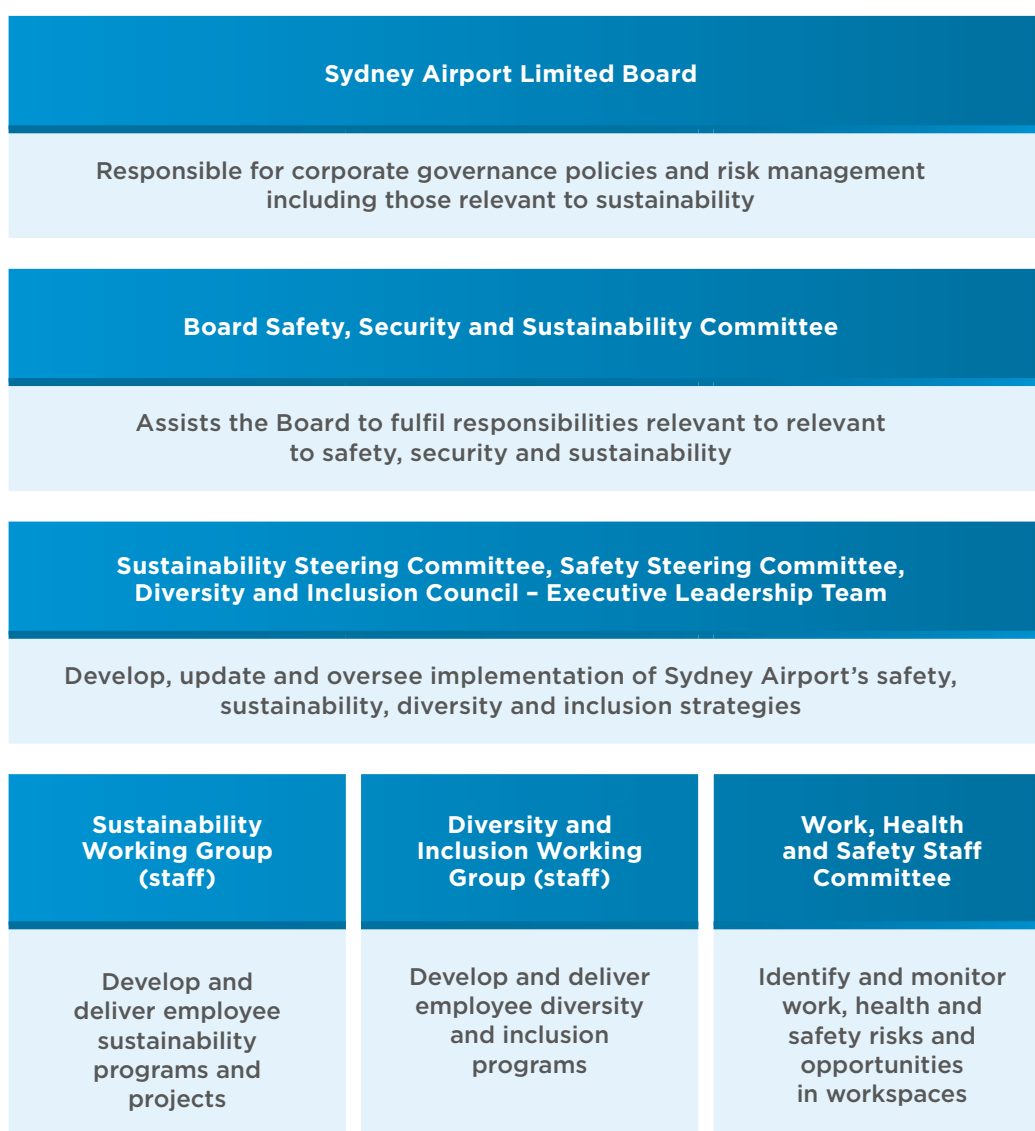 Sydney Airport Limited Board
Responsible for corporate governance policies and risk management
including those relevant to sustainability
Board Safety, Security and Sustainability Committee
Assists the Board to fulfil responsibilities relevant to relevant
to safety, security and sustainability
Sustainability Steering Committee, Safety Steering Committee,
Diversity and Inclusion Council – Executive Leadership Team
Develop, update and oversee implementation of Sydney Airport’s safety,
sustainability, diversity and inclusion strategies
Sustainability
Working Group
(staff)
Develop and
deliver employee
sustainability
programs and
projects
Diversity and
Inclusion Working
Group (staff)
Develop and deliver
employee diversity
and inclusion
programs
Work, Health
and Safety Staff
Committee
Identify and monitor
work, health and
safety risks and
opportunities
in workspaces